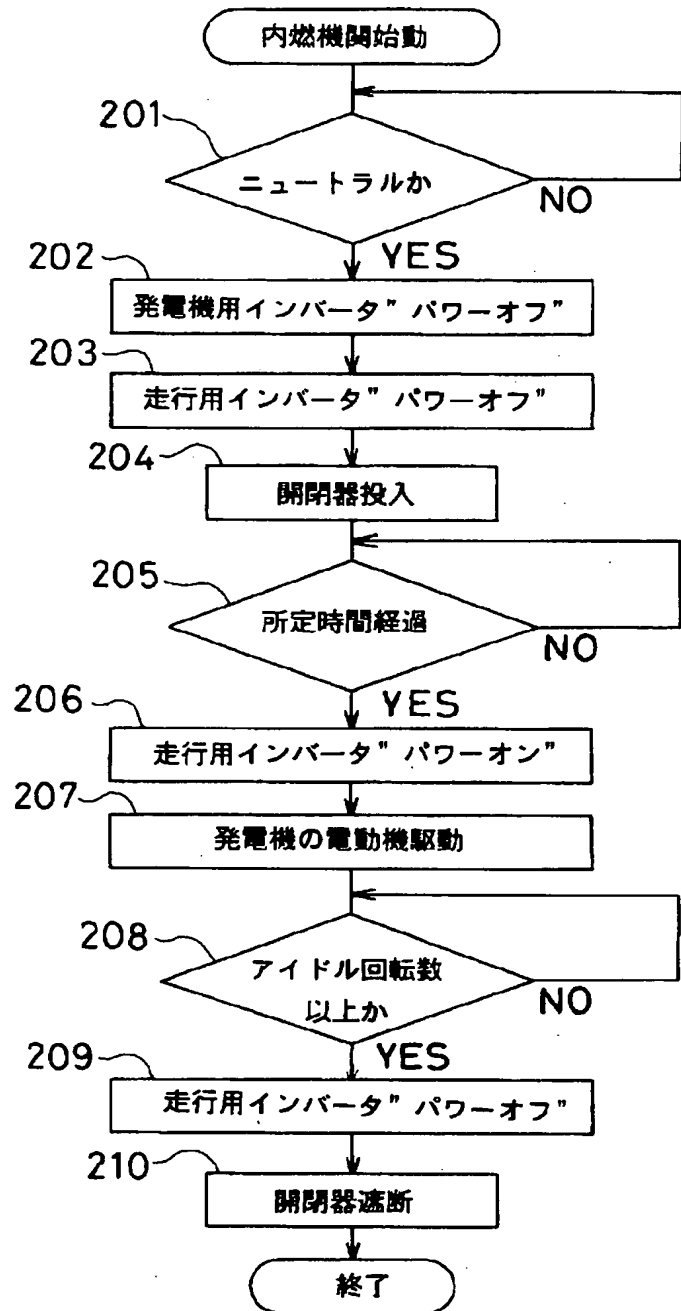 内燃機関始動
201
ニュートラルか
NO
YES
202
発電機用インバータ”パワーオフ”
203
走行用インバータ”パワーオフ”
204
開閉器投入
205
所定時間経過
NO
YES
206
走行用インバータ”パワーオン”
207
発電機の電動機駆動
208
アイドル回転数
以上か
NO
YES
209
走行用インバータ”パワーオフ”
210
開閉器遮断
終了